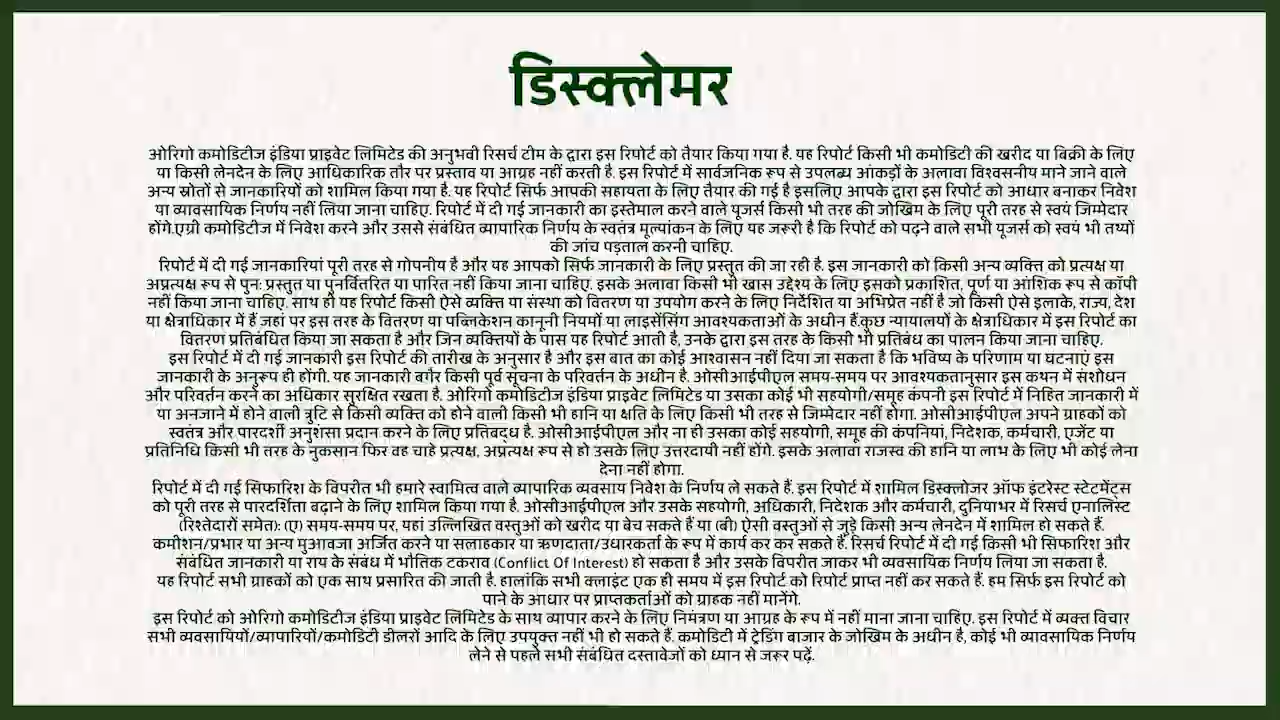 डिस्क्लेमर
ओरिगो कमोडिटीज इंडिया प्राइवेट लिमिटेड की अनुभवी रिसर्च टीम के द्वारा इस रिपोर्ट को तैयार किया गया है. यह रिपोर्ट किसी भी कमोडिटी की खरीद या बिक्री के लिए
या किसी लेनदेन के लिए आधिकारिक तौर पर प्रस्ताव या आग्रह नहीं करती है. इस रिपोर्ट में सार्वजनिक रूप से उपलब्ध आंकड़ों के अलावा विश्वसनीय माने जाने वाले
अन्य स्रोतों से जानकारियों को शामिल किया गया है. यह रिपोर्ट सिर्फ आपकी सहायता के लिए तैयार की गई है इसलिए आपके द्वारा इस रिपोर्ट को आधार बनाकर निवेश
या व्यावसायिक निर्णय नहीं लिया जाना चाहिए. रिपोर्ट में दी गई जानकारी का इस्तेमाल करने वाले यूजर्स किसी भी तरह की जोखिम के लिए पूरी तरह से स्वयं जिम्मेदार
होंगे.एग्री कमोडिटीज में निवेश करने और उससे संबंधित व्यापारिक निर्णय के स्वतंत्र मूल्यांकन के लिए यह जरूरी है कि रिपोर्ट को पढ़ने वाले सभी यूजर्स को स्वयं भी तथ्यों
की जांच पड़ताल करनी चाहिए.
रिपोर्ट में दी गई जानकारियां पूरी तरह से गोपनीय है और यह आपको सिर्फ जानकारी के लिए प्रस्तुत की जा रही है. इस जानकारी को किसी अन्य व्यक्ति को प्रत्यक्ष या
अप्रत्यक्ष रूप से पुन: प्रस्तुत या पुनर्वितरित या पारित नहीं किया जाना चाहिए. इसके अलावा किसी भी खास उद्देश्य के लिए इसको प्रकाशित, पूर्ण या आंशिक रूप से कॉपी
नहीं किया जाना चाहिए. साथ ही यह रिपोर्ट किसी ऐसे व्यक्ति या संस्था को वितरण या उपयोग करने के लिए निर्देशित या अभिप्रेत नहीं है जो किसी ऐसे इलाके, राज्य, देश
या क्षेत्राधिकार में हैं जहां पर इस तरह के वितरण या पब्लिकेशन कानूनी नियमों या लाइसेंसिंग आवश्यकताओं के अधीन हैं.कुछ न्यायालयों के क्षेत्राधिकार में इस रिपोर्ट का
वितरण प्रतिबंधित किया जा सकता है और जिन व्यक्तियों के पास यह रिपोर्ट आती है, उनके द्वारा इस तरह के किसी भी प्रतिबंध का पालन किया जाना चाहिए.
इस रिपोर्ट में दी गई जानकारी इस रिपोर्ट की तारीख के अनुसार है और इस बात का कोई आश्वासन नहीं दिया जा सकता है कि भविष्य के परिणाम या घटनाएं इस
जानकारी के अनुरूप ही होंगी. यह जानकारी बगैर किसी पूर्व सूचना के परिवर्तन के अधीन है. ओसीआईपीएल समय-समय पर आवश्यकतानुसार इस कथन में संशोधन
और परिवर्तन करने का अधिकार सुरक्षित रखता है. ओरिगो कमोडिटीज इंडिया प्राइवेट लिमिटेड या उसका कोई भी सहयोगी/समूह कंपनी इस रिपोर्ट में निहित जानकारी में
या अनजाने में होने वाली त्रुटि से किसी व्यक्ति को होने वाली किसी भी हानि या क्षति के लिए किसी भी तरह से जिम्मेदार नहीं होगा. ओसीआईपीएल अपने ग्राहकों को
स्वतंत्र और पारदर्शी अनुशंसा प्रदान करने के लिए प्रतिबद्ध है. ओसीआईपीएल और ना ही उसका कोई सहयोगी, समूह की कंपनियां, निदेशक, कर्मचारी, एजेंट या
प्रतिनिधि किसी भी तरह के नुकसान फिर वह चाहे प्रत्यक्ष, अप्रत्यक्ष रूप से हो उसके लिए उत्तरदायी नहीं होंगे. इसके अलावा राजस्व की हानि या लाभ के लिए भी कोई लेना
देना नहीं होगा.
रिपोर्ट में दी गई सिफारिश के विपरीत भी हमारे स्वामित्व वाले व्यापारिक व्यवसाय निवेश के निर्णय ले सकते हैं. इस रिपोर्ट में शामिल डिस्क्लोजर ऑफ इंटरेस्ट स्टेटमेंट्स
को पूरी तरह से पारदर्शिता बढ़ाने के लिए शामिल किया गया है. ओसीआईपीएल और उसके सहयोगी, अधिकारी, निदेशक और कर्मचारी, दुनियाभर में रिसर्च एनालिस्ट
(रिश्तेदारों समेत): (ए) समय-समय पर, यहां उल्लिखित वस्तुओं को खरीद या बेच सकते हैं या (बी) ऐसी वस्तुओं से जुड़े किसी अन्य लेनदेन में शामिल हो सकते हैं.
कमीशन/प्रभार या अन्य मुआवजा अर्जित करने या सलाहकार या ऋणदाता/उधारकर्ता के रूप में कार्य कर कर सकते हैं. रिसर्च रिपोर्ट में दी गई किसी भी सिफारिश और
संबंधित जानकारी या राय के संबंध में भौतिक टकराव (Conflict Of Interest) हो सकता है और उसके विपरीत जाकर भी व्यवसायिक निर्णय लिया जा सकता है.
यह रिपोर्ट सभी ग्राहकों को एक साथ प्रसारित की जाती है. हालांकि सभी क्लाइंट एक ही समय में इस रिपोर्ट को रिपोर्ट प्राप्त नहीं कर सकते हैं. हम सिर्फ इस रिपोर्ट को
पाने के आधार पर प्राप्तकर्ताओं को ग्राहक नहीं मानेंगे.
इस रिपोर्ट को ओरिगो कमोडिटीज इंडिया प्राइवेट लिमिटेड के साथ व्यापार करने के लिए निमंत्रण या आग्रह के रूप में नहीं माना जाना चाहिए. इस रिपोर्ट में व्यक्त विचार
सभी व्यवसायियों/व्यापारियों/कमोडिटी डीलरों आदि के लिए उपयुक्त नहीं भी हो सकते हैं. कमोडिटी में ट्रेडिंग बाजार के जोखिम के अधीन है, कोई भी व्यावसायिक निर्णय
लेने से पहले सभी संबंधित दस्तावेजों को ध्यान से जरूर पढ़ें.